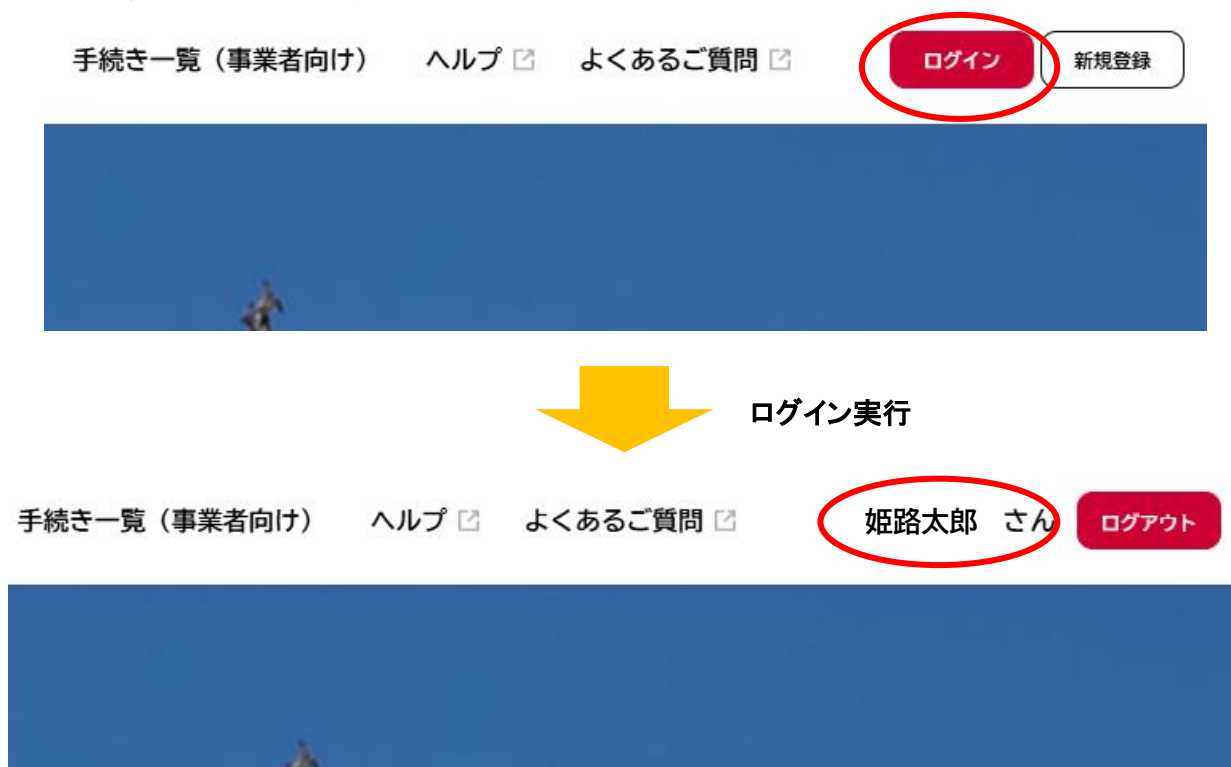 手続き一覧（事業者向け） ヘルプ よくあるご質問 ログイン 新規登録
ログイン実行
手続き一覧（事業者向け） ヘルプ よくあるご質問 姫路太郎 さん ログアウト